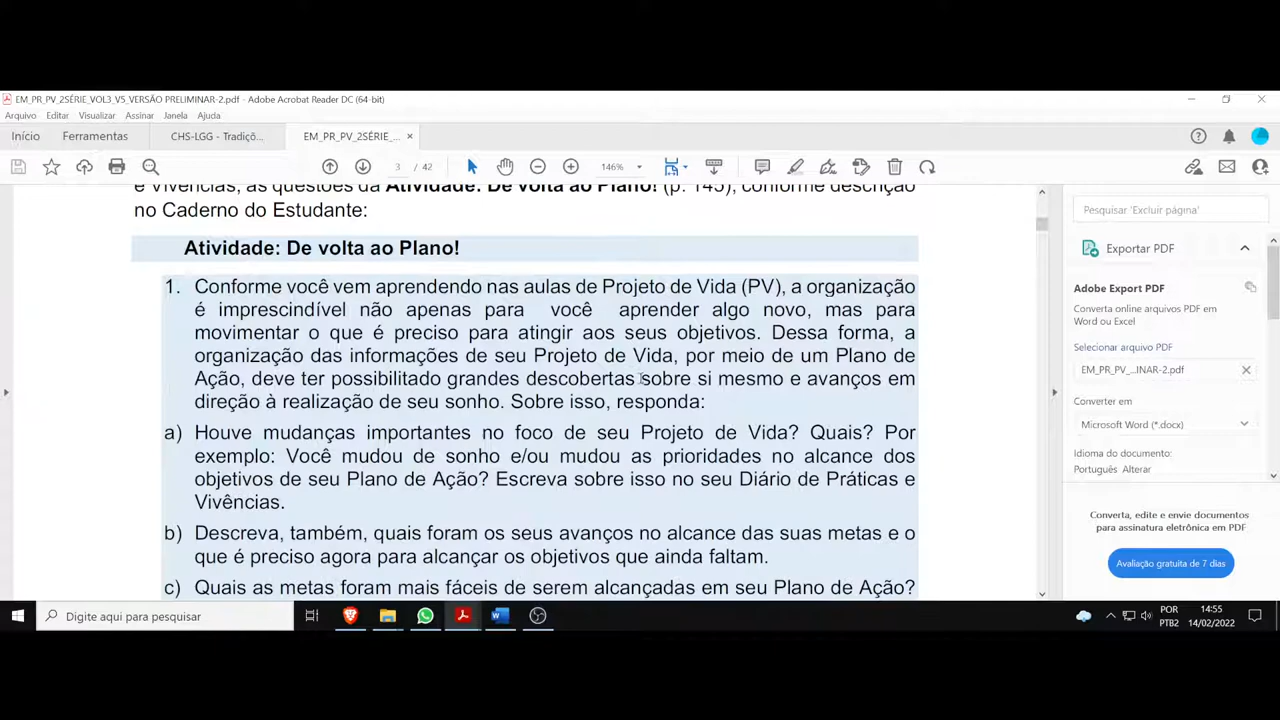 EM_PR_PV_2SÉRIE_VOL3_V5_VERSÃO PRELIMINAR-2.pdf - Adobe Acrobat Reader DC (64-bit)
Arquivo Editar Visualizar Assinar Janela Ajuda
Início Ferramentas CHS-LGG - Tradiçõ... EM_PR_PV_2SÉRIE_... ×
3 / 42 146%
e Vivências, as questões da Atividade: De volta ao Plano! (p. 145), conforme descrição
no Caderno do Estudante:
Atividade: De volta ao Plano!
1. Conforme você vem aprendendo nas aulas de Projeto de Vida (PV), a organização
é imprescindível não apenas para você aprender algo novo, mas para
movimentar o que é preciso para atingir aos seus objetivos. Dessa forma, a
organização das informações de seu Projeto de Vida, por meio de um Plano de
Ação, deve ter possibilitado grandes descobertas sobre si mesmo e avanços em
direção à realização de seu sonho. Sobre isso, responda:
a) Houve mudanças importantes no foco de seu Projeto de Vida? Quais? Por
exemplo: Você mudou de sonho e/ou mudou as prioridades no alcance dos
objetivos de seu Plano de Ação? Escreva sobre isso no seu Diário de Práticas e
Vivências.
b) Descreva, também, quais foram os seus avanços no alcance das suas metas e o
que é preciso agora para alcançar os objetivos que ainda faltam.
c) Quais as metas foram mais fáceis de serem alcançadas em seu Plano de Ação?
Pesquisar 'Excluir página'
Exportar PDF
Adobe Export PDF
Converta online arquivos PDF em
Word ou Excel
Selecionar arquivo PDF
EM_PR_PV_...INAR-2.pdf
Converter em
Microsoft Word (*.docx)
Idioma do documento:
Português Alterar
Converta, edite e envie documentos
para assinatura eletrônica em PDF
Avaliação gratuita de 7 dias
Digite aqui para pesquisar
POR
PTB2
14:55
14/02/2022